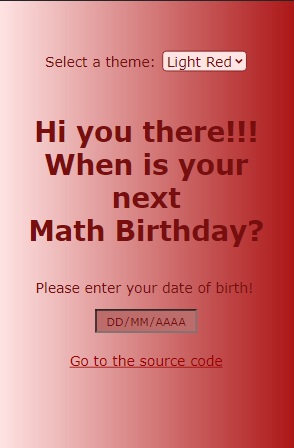 Select a theme: Light Red
Hi you there!!!
When is your
next
Math Birthday?
Please enter your date of birth!
DD/MM/AAAA
Go to the source code